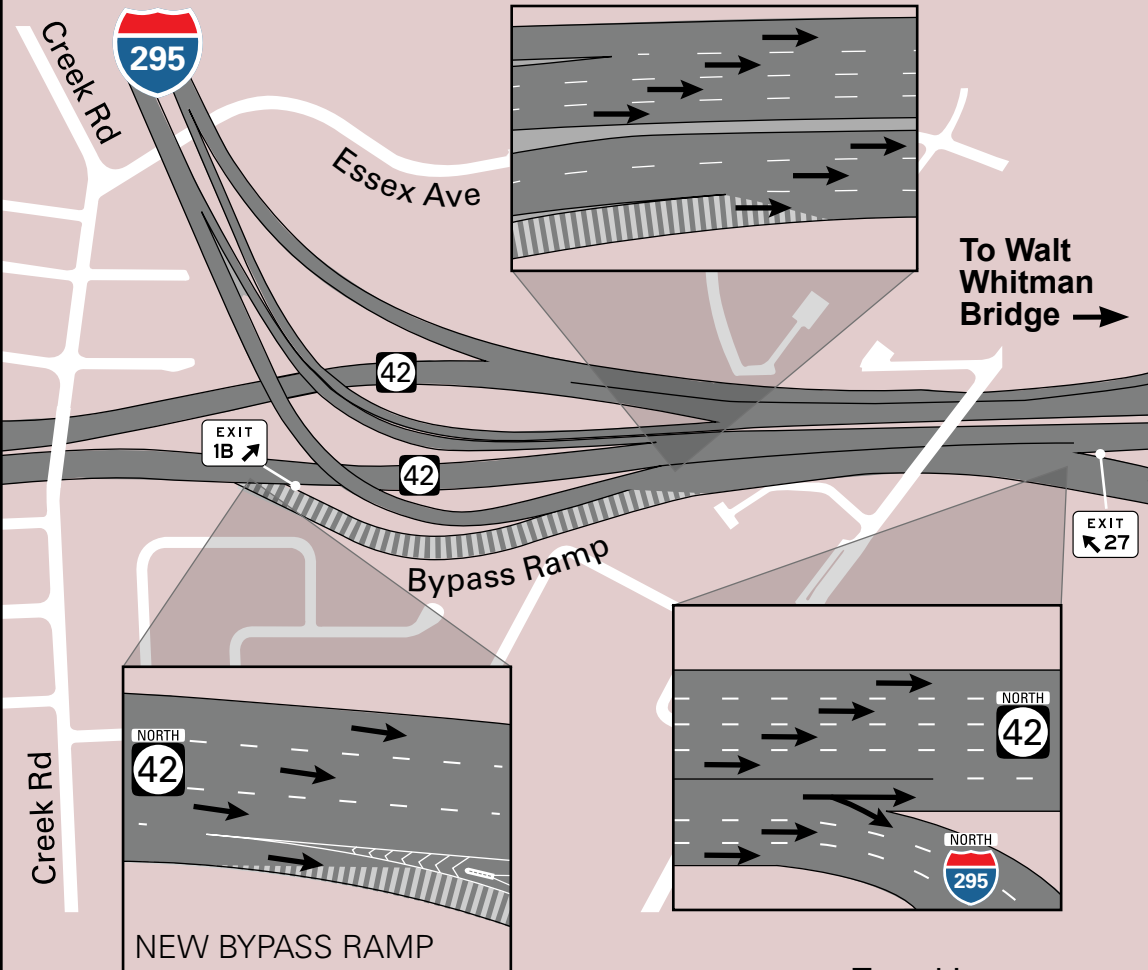 295
Creek Rd
Essex Ave
To Walt
Whitman
Bridge
42
EXIT
1B
42
EXIT
27
Bypass Ramp
NORTH
42
NORTH
42
NORTH
295
Creek Rd
NEW BYPASS RAMP